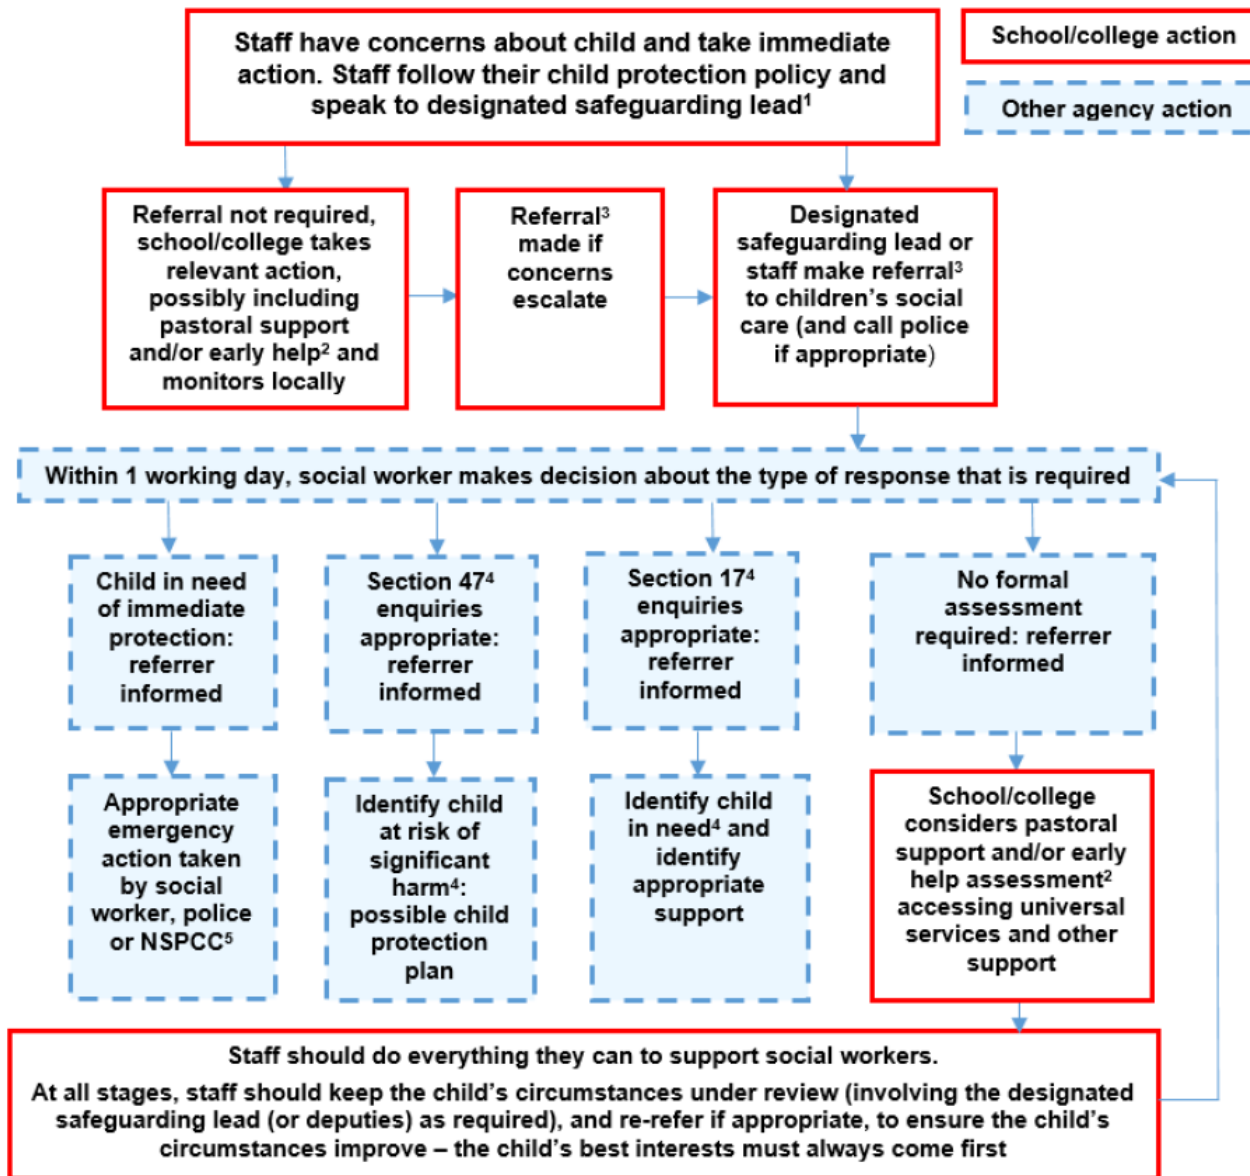 Staff have concerns about child and take immediate
action. Staff follow their child protection policy and
speak to designated safeguarding lead¹
School/college action
Other agency action
Referral not required,
school/college takes
relevant action,
possibly including
pastoral support
and/or early help² and
monitors locally
Referral³
made if
concerns
escalate
Designated
safeguarding lead or
staff make referral³
to children’s social
care (and call police
if appropriate)
Within 1 working day, social worker makes decision about the type of response that is required
Child in need
of immediate
protection:
referrer
informed
Section 47⁴
enquiries
appropriate:
referrer
informed
Section 17⁴
enquiries
appropriate:
referrer
informed
No formal
assessment
required: referrer
informed
Appropriate
emergency
action taken
by social
worker, police
or NSPCC⁵
Identify child
at risk of
significant
harm⁴:
possible child
protection
plan
Identify child
in need⁴ and
identify
appropriate
support
School/college
considers pastoral
support and/or early
help assessment²
accessing universal
services and other
support
Staff should do everything they can to support social workers.
At all stages, staff should keep the child’s circumstances under review (involving the designated
safeguarding lead (or deputies) as required), and re-refer if appropriate, to ensure the child’s
circumstances improve – the child’s best interests must always come first